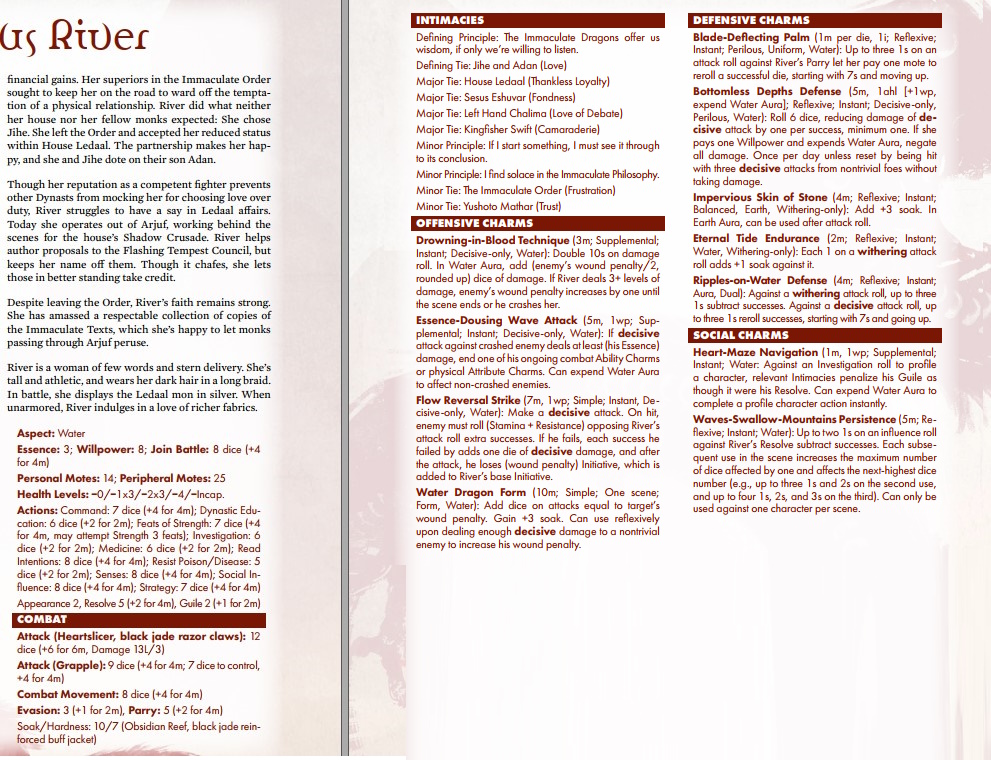 us River
financial gains. Her superiors in the Immaculate Order
sought to keep her on the road to ward off the tempta-
tion of a physical relationship. River did what neither
her house nor her fellow monks expected: She chose
Jihe. She left the Order and accepted her reduced status
within House Ledaal. The partnership makes her hap-
py, and she and Jihe dote on their son Adan.
Though her reputation as a competent fighter prevents
other Dynasts from mocking her for choosing love over
duty, River struggles to have a say in Ledaal affairs.
Today she operates out of Arjuf, working behind the
scenes for the house's Shadow Crusade. River helps
author proposals to the Flashing Tempest Council, but
keeps her name off them. Though it chafes, she lets
those in better standing take credit.
Despite leaving the Order, River's faith remains strong.
She has amassed a respectable collection of copies of
the Immaculate Texts, which she's happy to let monks
passing through Arjuf peruse.
River is a woman of few words and stern delivery. She's
tall and athletic, and wears her dark hair in a long braid.
In battle, she displays the Ledaal mon in silver. When
unarmored, River indulges in a love of richer fabrics.
Aspect: Water
Essence: 3; Willpower: 8; Join Battle: 8 dice (+4
for 4m)
Personal Motes: 14; Peripheral Motes: 25
Health Levels: −0/−1x3/−2x3/−4/−Incap.
Actions: Command: 7 dice (+4 for 4m); Dynastic Edu-
cation: 6 dice (+2 for 2m); Feats of Strength: 7 dice (+4
for 4m, may attempt Strength 3 feats); Investigation: 6
dice (+2 for 2m); Medicine: 6 dice (+2 for 2m); Read
Intentions: 8 dice (+4 for 4m); Resist Poison/Disease: 5
dice (+2 for 2m); Senses: 8 dice (+4 for 4m); Social In-
fluence: 8 dice (+4 for 4m); Strategy: 7 dice (+4 for 4m)
Appearance 2, Resolve 5 (+2 for 4m), Guile 2 (+1 for 2m)
COMBAT
Attack (Heartslicer, black jade razor claws): 12
dice (+6 for 6m, Damage 13L/3)
Attack (Grapple): 9 dice (+4 for 4m; 7 dice to control,
+4 for 4m)
Combat Movement: 8 dice (+4 for 4m)
Evasion: 3 (+1 for 2m), Parry: 5 (+2 for 4m)
Soak/Hardness: 10/7 (Obsidian Reef, black jade rein-
forced buff jacket)
INTIMACIES
Defining Principle: The Immaculate Dragons offer us
wisdom, if only we're willing to listen.
Defining Tie: Jihe and Adan (Love)
Major Tie: House Ledaal (Thankless Loyalty)
Major Tie: Sesus Eshuvar (Fondness)
Major Tie: Left Hand Chalima (Love of Debate)
Major Tie: Kingfisher Swift (Camaraderie)
Minor Principle: If I start something, I must see it through
to its conclusion.
Minor Principle: I find solace in the Immaculate Philosophy.
Minor Tie: The Immaculate Order (Frustration)
Minor Tie: Yushoto Mathar (Trust)
OFFENSIVE CHARMS
Drowning-in-Blood Technique (3m; Supplemental;
Instant; Decisive-only, Water): Double 10s on damage
roll. In Water Aura, add (enemy's wound penalty/2,
rounded up) dice of damage. If River deals 3+ levels of
damage, enemy's wound penalty increases by one until
the scene ends or he crashes her.
Essence-Dousing Wave Attack (5m, 1wp; Sup-
plemental; Instant; Decisive-only, Water): If decisive
attack against crashed enemy deals at least (his Essence)
damage, end one of his ongoing combat Ability Charms
or physical Attribute Charms. Can expend Water Aura
to affect non-crashed enemies.
Flow Reversal Strike (7m, 1wp; Simple; Instant, De-
cisive-only, Water): Make a decisive attack. On hit,
enemy must roll (Stamina + Resistance) opposing River's
attack roll extra successes. If he fails, each success he
failed by adds one die of decisive damage, and after
the attack, he loses (wound penalty) Initiative, which is
added to River's base Initiative.
Water Dragon Form (10m; Simple; One scene;
Form, Water): Add dice on attacks equal to target's
wound penalty. Gain +3 soak. Can use reflexively
upon dealing enough decisive damage to a nontrivial
enemy to increase his wound penalty.
DEFENSIVE CHARMS
Blade-Deflecting Palm (1m per die, 1i; Reflexive;
Instant; Perilous, Uniform, Water): Up to three 1s on an
attack roll against River's Parry let her pay one mote to
reroll a successful die, starting with 7s and moving up.
Bottomless Depths Defense (5m, 1ahl [+1wp,
expend Water Aura]; Reflexive; Instant; Decisive-only,
Perilous, Water): Roll 6 dice, reducing damage of de-
cisive attack by one per success, minimum one. If she
pays one Willpower and expends Water Aura, negate
all damage. Once per day unless reset by being hit
with three decisive attacks from nontrivial foes without
taking damage.
Impervious Skin of Stone (4m; Reflexive; Instant;
Balanced, Earth, Withering-only): Add +3 soak. In
Earth Aura, can be used after attack roll.
Eternal Tide Endurance (2m; Reflexive; Instant;
Water, Withering-only): Each 1 on a withering attack
roll adds +1 soak against it.
Ripples-on-Water Defense (4m; Reflexive; Instant;
Aura, Dual): Against a withering attack roll, up to three
1s subtract successes. Against a decisive attack roll, up
to three 1s reroll successes, starting with 7s and going up.
SOCIAL CHARMS
Heart-Maze Navigation (1m, 1wp; Supplemental;
Instant; Water: Against an Investigation roll to profile
a character, relevant Intimacies penalize his Guile as
though it were his Resolve. Can expend Water Aura to
complete a profile character action instantly.
Waves-Swallow-Mountains Persistence (5m; Re-
flexive; Instant; Water): Up to two 1s on an influence roll
against River's Resolve subtract successes. Each subse-
quent use in the scene increases the maximum number
of dice affected by one and affects the next-highest dice
number (e.g., up to three 1s and 2s on the second use,
and up to four 1s, 2s, and 3s on the third). Can only be
used against one character per scene.